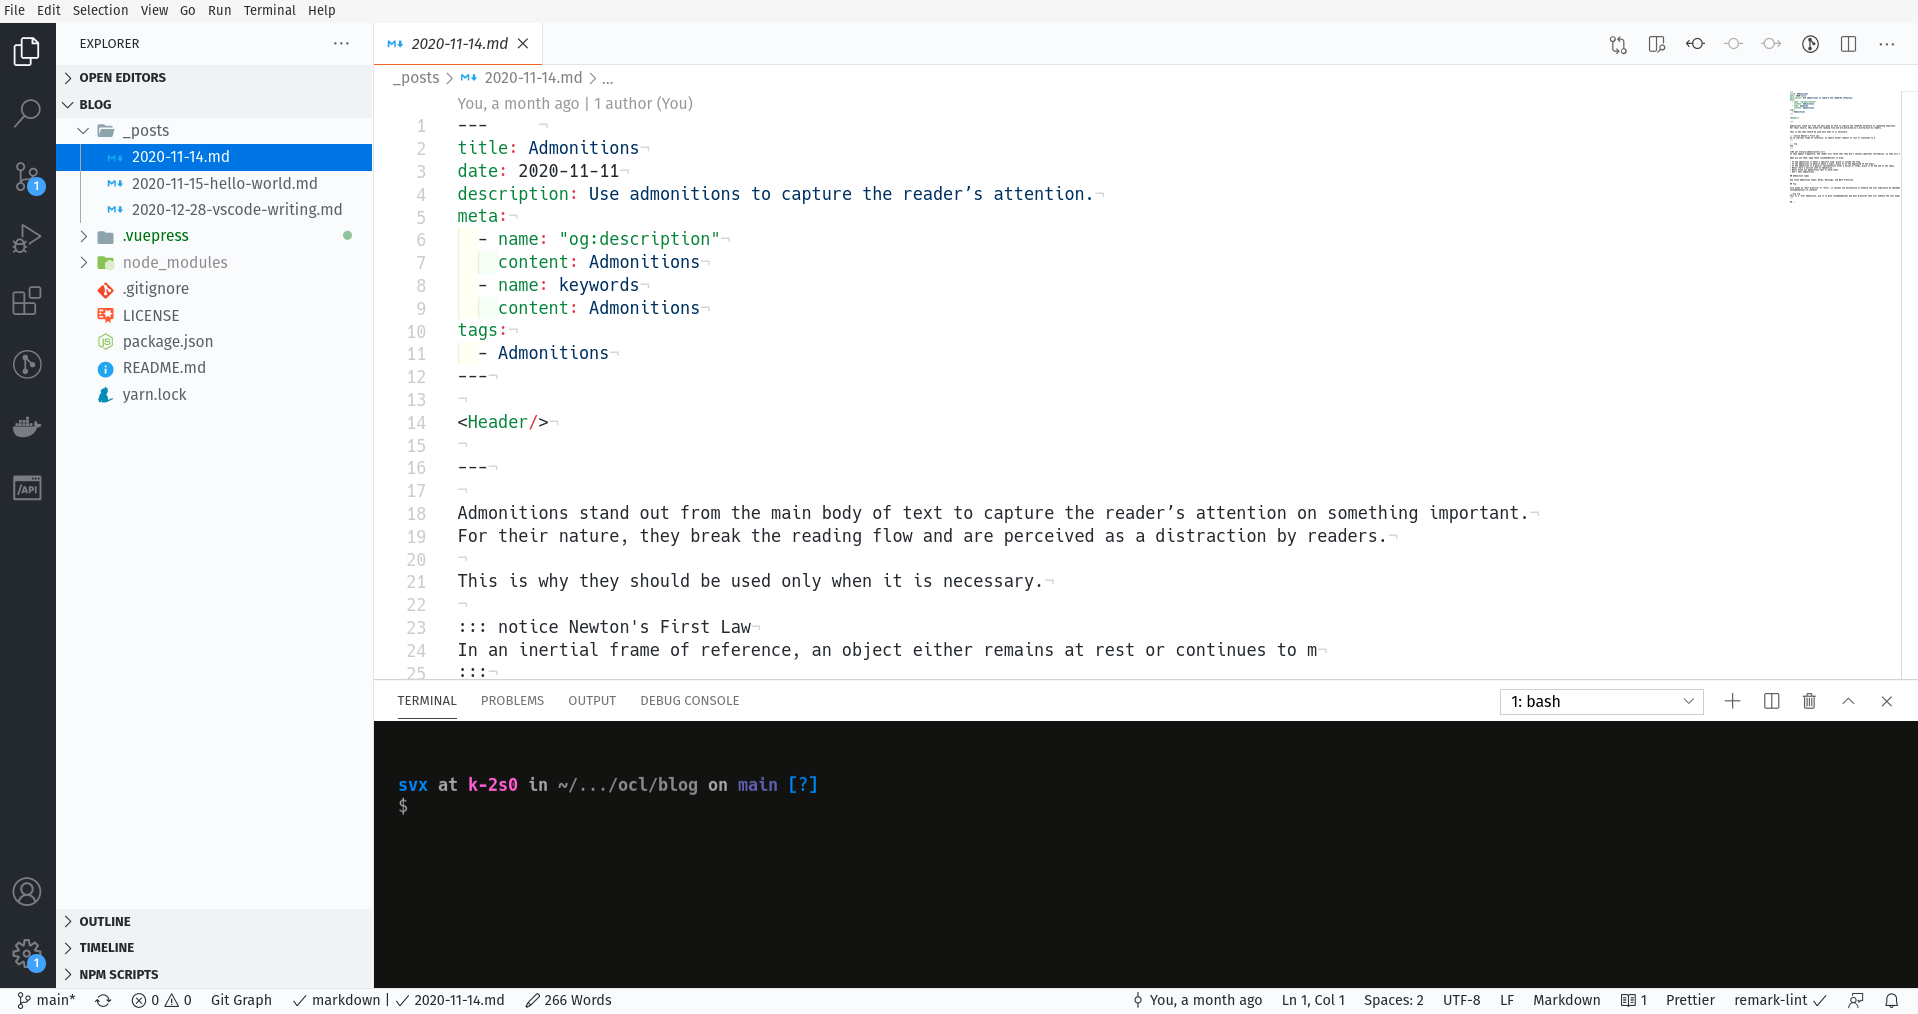 File Edit Selection View Go Run Terminal Help
EXPLORER
OPEN EDITORS
BLOG
_posts
2020-11-14.md
2020-11-15-hello-world.md
2020-12-28-vscode-writing.md
.vuepress
node_modules
.gitignore
LICENSE
package.json
README.md
yarn.lock
OUTLINE
TIMELINE
NPM SCRIPTS
1
/API
1
2020-11-14.md
_posts > 2020-11-14.md > ...
You, a month ago | 1 author (You)
1 ---
2 title: Admonitions
3 date: 2020-11-11
4 description: Use admonitions to capture the reader’s attention.
5 meta:
6 - name: "og:description"
7 content: Admonitions
8 - name: keywords
9 content: Admonitions
10 tags:
11 - Admonitions
12 ---
13
14 <Header/>
15
16 ---
17
18 Admonitions stand out from the main body of text to capture the reader’s attention on something important.
19 For their nature, they break the reading flow and are perceived as a distraction by readers.
20
21 This is why they should be used only when it is necessary.
22
23 ::: notice Newton's First Law
24 In an inertial frame of reference, an object either remains at rest or continues to m
25 :::
TERMINAL PROBLEMS OUTPUT DEBUG CONSOLE 1: bash
svx at k-2s0 in ~/.../ocl/blog on main [?]
$
main* 0 0 Git Graph markdown | 2020-11-14.md 266 Words You, a month ago Ln 1, Col 1 Spaces: 2 UTF-8 LF Markdown 1 Prettier remark-lint